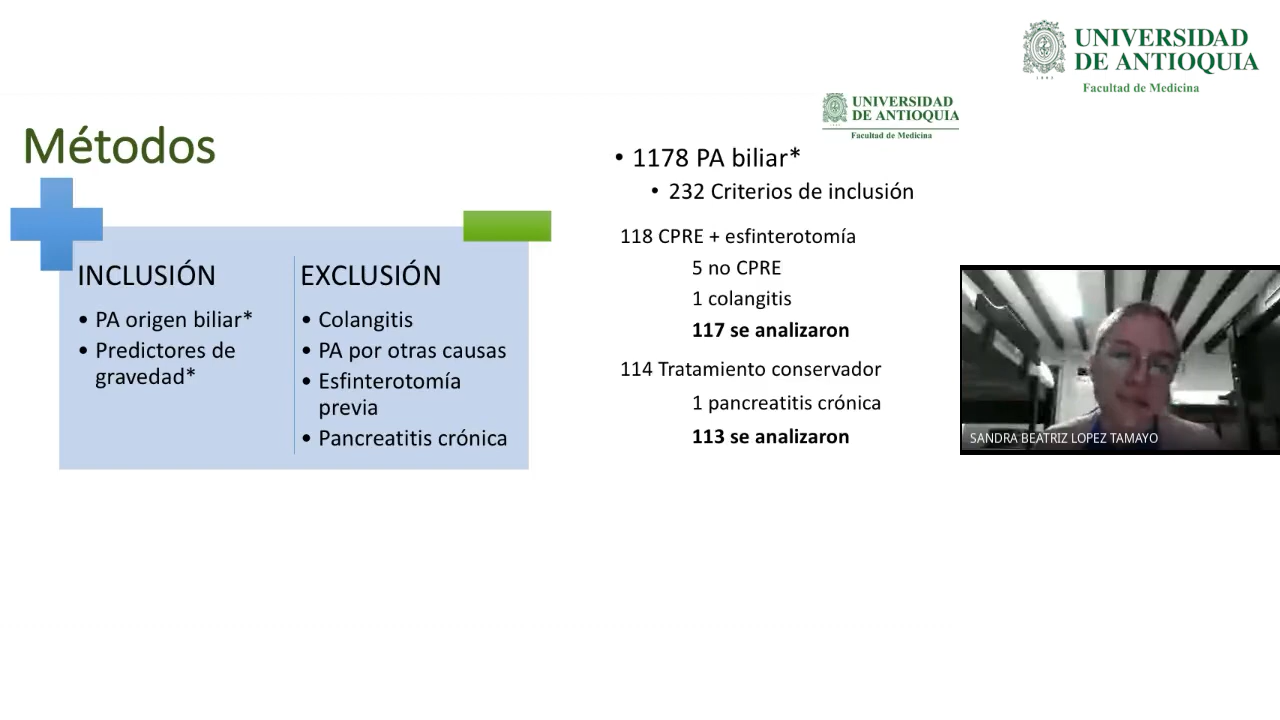 UNIVERSIDAD
DE ANTIOQUIA
Facultad de Medicina
UNIVERSIDAD
DE ANTIOQUIA
Facultad de Medicina
Métodos
INCLUSIÓN
• PA origen biliar*
• Predictores de
gravedad*
EXCLUSIÓN
• Colangitis
• PA por otras causas
• Esfinterotomía
previa
• Pancreatitis crónica
• 1178 PA biliar*
• 232 Criterios de inclusión
118 CPRE + esfinterotomía
5 no CPRE
1 colangitis
117 se analizaron
114 Tratamiento conservador
1 pancreatitis crónica
113 se analizaron
SANDRA BEATRIZ LOPEZ TAMAYO